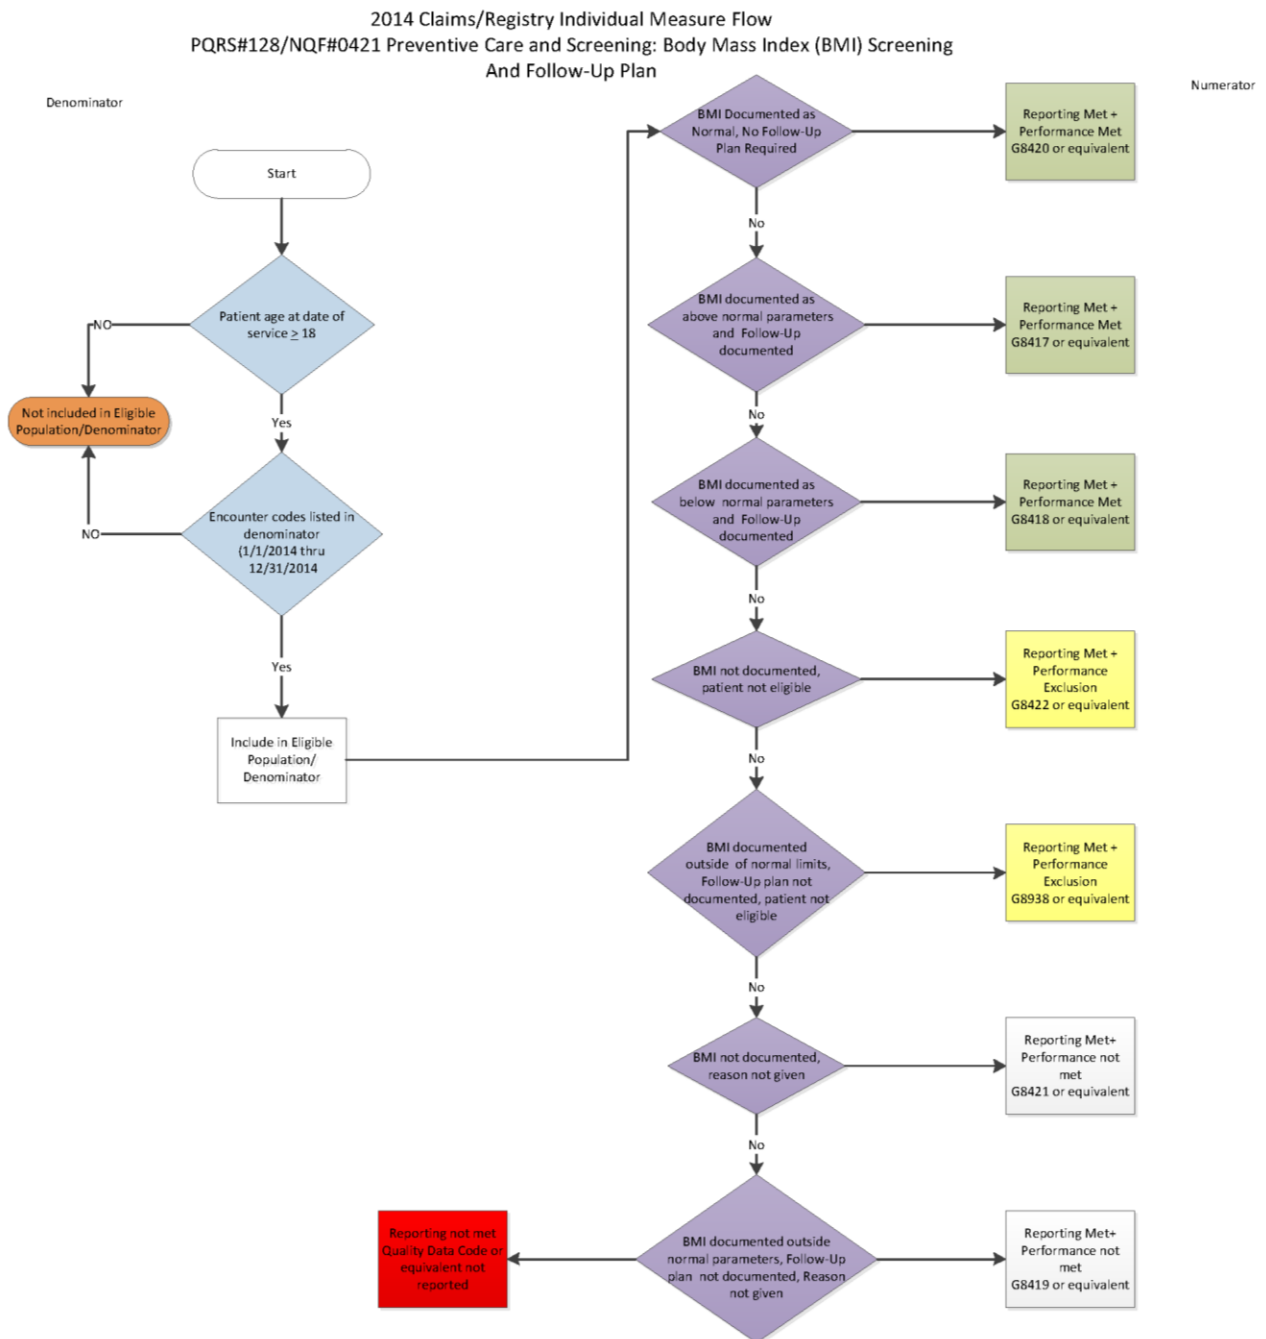 2014 Claims/Registry Individual Measure Flow
PQRS#128/NQF#0421 Preventive Care and Screening: Body Mass Index (BMI) Screening
And Follow-Up Plan
Denominator
Numerator
Start
Patient age at date of
service ≥ 18
NO
Yes
Not included in Eligible
Population/Denominator
Encounter codes listed in
denominator
(1/1/2014 thru
12/31/2014
NO
Yes
Include in Eligible
Population/
Denominator
BMI Documented as
Normal, No Follow-Up
Plan Required
Reporting Met +
Performance Met
G8420 or equivalent
No
BMI documented as
above normal parameters
and Follow-Up
documented
Reporting Met +
Performance Met
G8417 or equivalent
No
BMI documented as
below normal parameters
and Follow-Up
documented
Reporting Met +
Performance Met
G8418 or equivalent
No
BMI not documented,
patient not eligible
Reporting Met +
Performance
Exclusion
G8422 or equivalent
No
BMI documented
outside of normal limits,
Follow-Up plan not
documented, patient not
eligible
Reporting Met +
Performance
Exclusion
G8938 or equivalent
No
BMI not documented,
reason not given
Reporting Met+
Performance not
met
G8421 or equivalent
No
BMI documented outside
normal parameters, Follow-Up
plan not documented, Reason
not given
Reporting Met+
Performance not
met
G8419 or equivalent
Reporting not met
Quality Data Code or
equivalent not
reported